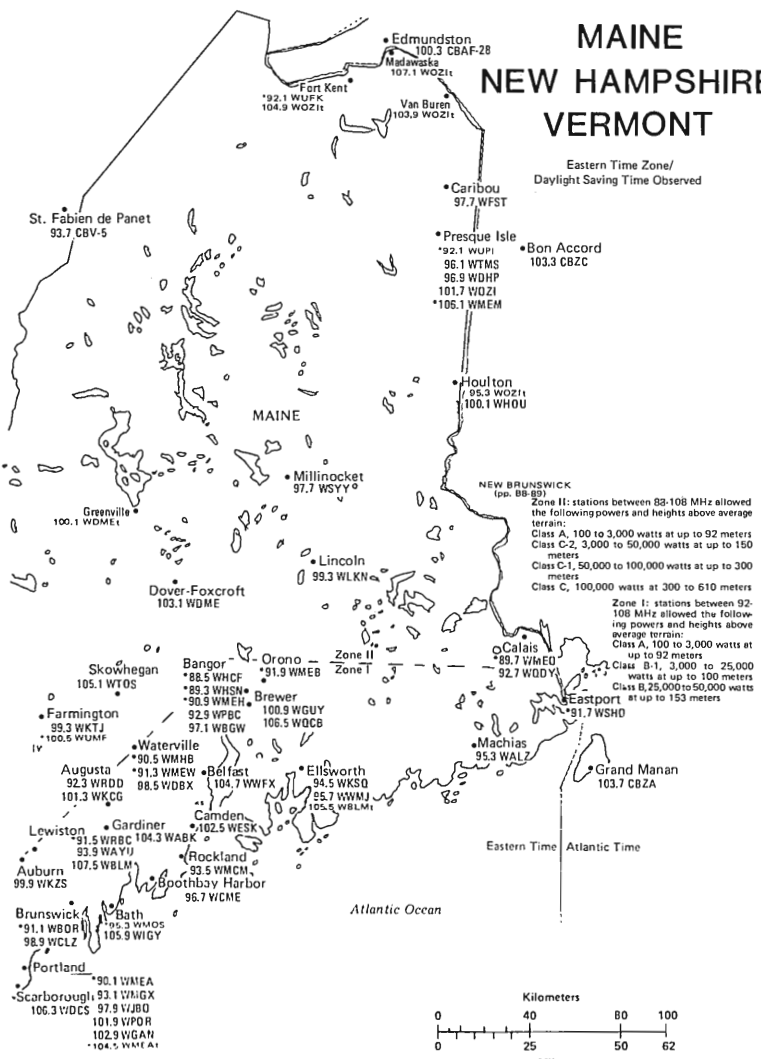 MAINE
NEW HAMPSHIRE
VERMONT
Eastern Time Zone/
Daylight Saving Time Observed
Edmundston
100.3 CBAF-28
Madawaska
107.1 WOZIt
Fort Kent
*92.1 WUFK
104.9 WOZIt
Van Buren
103.9 WOZIt
Caribou
97.7 WFST
St. Fabien de Panet
93.7 CBV-5
Presque Isle
*92.1 WUPI
96.1 WTMS
96.9 WDHP
101.7 WOZI
*106.1 WMEM
Bon Accord
103.3 CBZC
Houlton
95.3 WOZIt
100.1 WHOU
MAINE
Millinocket
97.7 WSYY
Greenville
100.1 WDMEt
NEW BRUNSWICK
(pp. 88-89)
Zone II: stations between 88-108 MHz allowed
the following powers and heights above average
terrain:
Class A, 100 to 3,000 watts at up to 92 meters
Class C-2, 3,000 to 50,000 watts at up to 150
meters
Class C-1, 50,000 to 100,000 watts at up to 300
meters
Class C, 100,000 watts at 300 to 610 meters
Lincoln
99.3 WLKN
Dover-Foxcroft
103.1 WDME
Zone I: stations between 92-
108 MHz allowed the follow-
ing powers and heights above
average terrain:
Class A, 100 to 3,000 watts at
up to 92 meters
Class B-1, 3,000 to 25,000
watts at up to 100 meters
Class B, 25,000 to 50,000 watts
at up to 153 meters
Zone II
Zone I
Calais
*89.7 WMED
92.7 WQDY
Orono
*91.9 WMEB
Bangor
*88.5 WHCF
*89.3 WHSN
*90.9 WMEH
92.9 WPBC
97.1 WBGW
Brewer
100.9 WGUY
106.5 WQCB
Skowhegan
105.1 WTOS
Eastport
*91.7 WSHD
Farmington
99.3 WKTJ
*100.5 WUMF
Waterville
*90.5 WMHB
*91.3 WMEW
98.5 WDBX
Machias
95.3 WALZ
Augusta
92.3 WRDD
101.3 WKCG
Belfast
104.7 WWFX
Ellsworth
94.5 WKSQ
95.7 WWMJ
105.5 WBLMt
Grand Manan
103.7 CBZA
Camden
102.5 WESK
Gardiner
104.3 WABK
Lewiston
*91.5 WRBC
93.9 WAYU
107.5 WBLM
Auburn
99.9 WKZS
Rockland
93.5 WMCM
Boothbay Harbor
96.7 WCME
Eastern Time
Atlantic Time
Atlantic Ocean
Brunswick
*91.1 WBOR
98.9 WCLZ
Bath
*95.3 WMOS
105.9 WIGY
Portland
*90.1 WMEA
93.1 WMGX
97.9 WJBQ
101.9 WPOR
102.9 WGAN
*104.5 WMEAt
Scarborough
106.3 WDCS
Kilometers
0 40 80 100
0 25 50 62